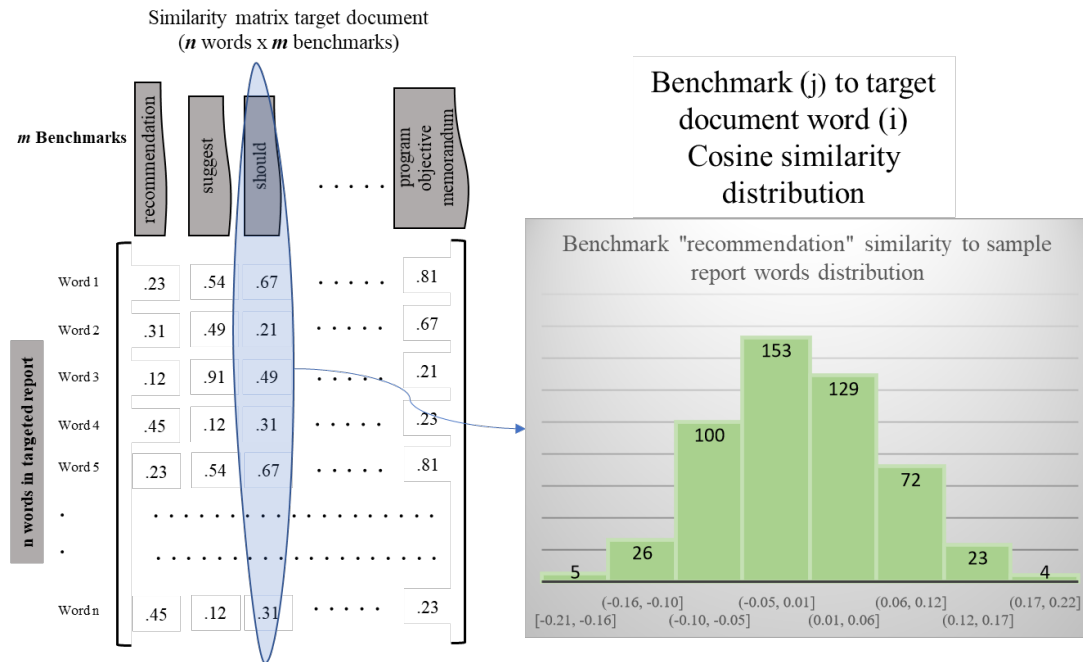 Similarity matrix target document
(n words x m benchmarks)
m Benchmarks
recommendation
suggest
should
. . . . .
program
objective
memorandum
n words in targeted report
Word 1 .23 .54 .67 . . . . . .81
Word 2 .31 .49 .21 . . . . . .67
Word 3 .12 .91 .49 . . . . . .21
Word 4 .45 .12 .31 . . . . . .23
Word 5 .23 .54 .67 . . . . . .81
. . . . . . . . . . . . . . . . . . .
. . . . . . . . . . . . . . . . . . .
Word n .45 .12 .31 . . . . . .23
Benchmark (j) to target
document word (i)
Cosine similarity
distribution
Benchmark "recommendation" similarity to sample
report words distribution
5 26 100 153 129 72 23 4
(-0.16, -0.10] (-0.05, 0.01] (0.06, 0.12] (0.17, 0.22]
[-0.21, -0.16] (-0.10, -0.05] (0.01, 0.06] (0.12, 0.17]